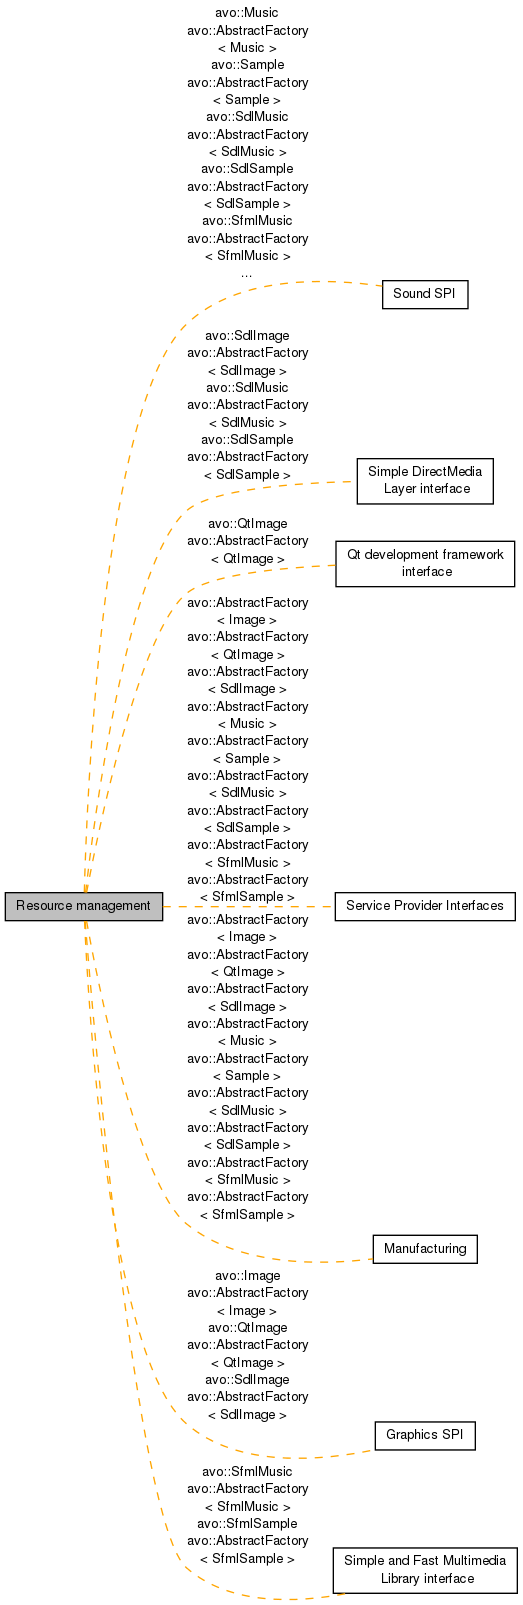 avo::Music
avo::AbstractFactory
< Music >
avo::Sample
avo::AbstractFactory
< Sample >
avo::SdlMusic
avo::AbstractFactory
< SdlMusic >
avo::SdlSample
avo::AbstractFactory
< SdlSample >
avo::SfmlMusic
avo::AbstractFactory
< SfmlMusic >
...
Sound SPI
avo::SdlImage
avo::AbstractFactory
< SdlImage >
avo::SdlMusic
avo::AbstractFactory
< SdlMusic >
avo::SdlSample
avo::AbstractFactory
< SdlSample >
Simple DirectMedia
Layer interface
avo::QtImage
avo::AbstractFactory
< QtImage >
Qt development framework
interface
avo::AbstractFactory
< Image >
avo::AbstractFactory
< QtImage >
avo::AbstractFactory
< SdlImage >
avo::AbstractFactory
< Music >
avo::AbstractFactory
< Sample >
avo::AbstractFactory
< SdlMusic >
avo::AbstractFactory
< SdlSample >
avo::AbstractFactory
< SfmlMusic >
avo::AbstractFactory
< SfmlSample >
Resource management
Service Provider Interfaces
avo::AbstractFactory
< Image >
avo::AbstractFactory
< QtImage >
avo::AbstractFactory
< SdlImage >
avo::AbstractFactory
< Music >
avo::AbstractFactory
< Sample >
avo::AbstractFactory
< SdlMusic >
avo::AbstractFactory
< SdlSample >
avo::AbstractFactory
< SfmlMusic >
avo::AbstractFactory
< SfmlSample >
Manufacturing
avo::Image
avo::AbstractFactory
< Image >
avo::QtImage
avo::AbstractFactory
< QtImage >
avo::SdlImage
avo::AbstractFactory
< SdlImage >
Graphics SPI
avo::SfmlMusic
avo::AbstractFactory
< SfmlMusic >
avo::SfmlSample
avo::AbstractFactory
< SfmlSample >
Simple and Fast Multimedia
Library interface